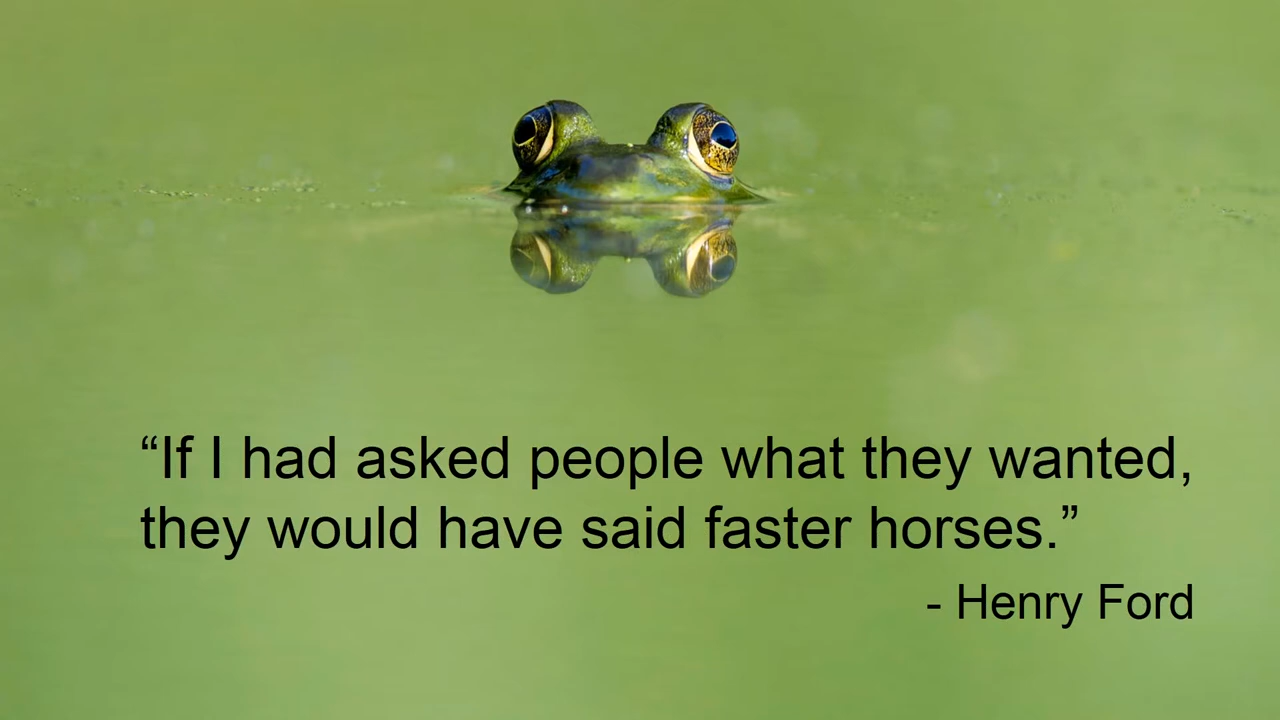 “If I had asked people what they wanted,
they would have said faster horses.”
- Henry Ford